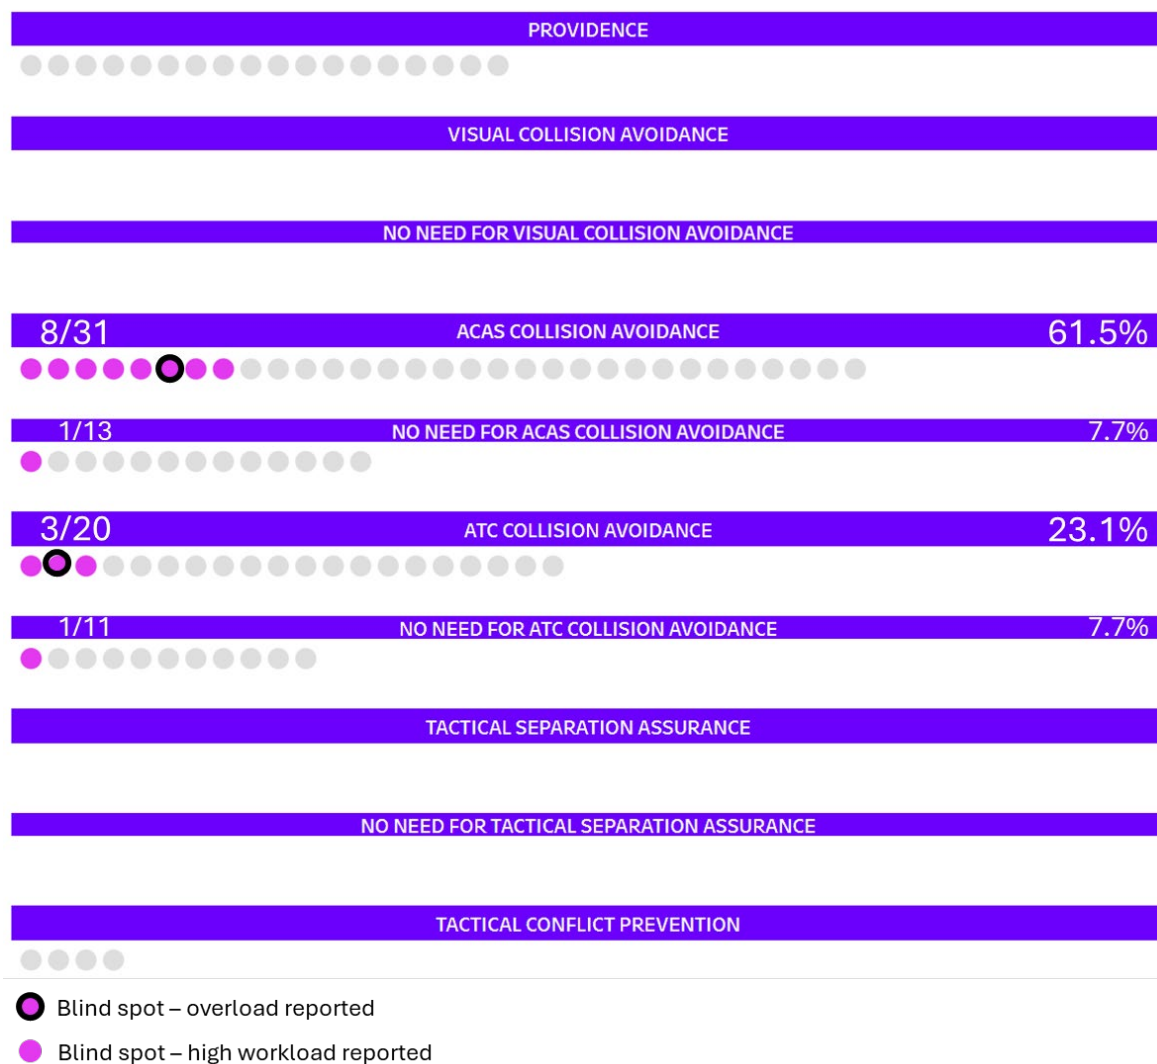 PROVIDENCE
VISUAL COLLISION AVOIDANCE
NO NEED FOR VISUAL COLLISION AVOIDANCE
8/31 ACAS COLLISION AVOIDANCE 61.5%
1/13 NO NEED FOR ACAS COLLISION AVOIDANCE 7.7%
3/20 ATC COLLISION AVOIDANCE 23.1%
1/11 NO NEED FOR ATC COLLISION AVOIDANCE 7.7%
TACTICAL SEPARATION ASSURANCE
NO NEED FOR TACTICAL SEPARATION ASSURANCE
TACTICAL CONFLICT PREVENTION
Blind spot – overload reported
Blind spot – high workload reported